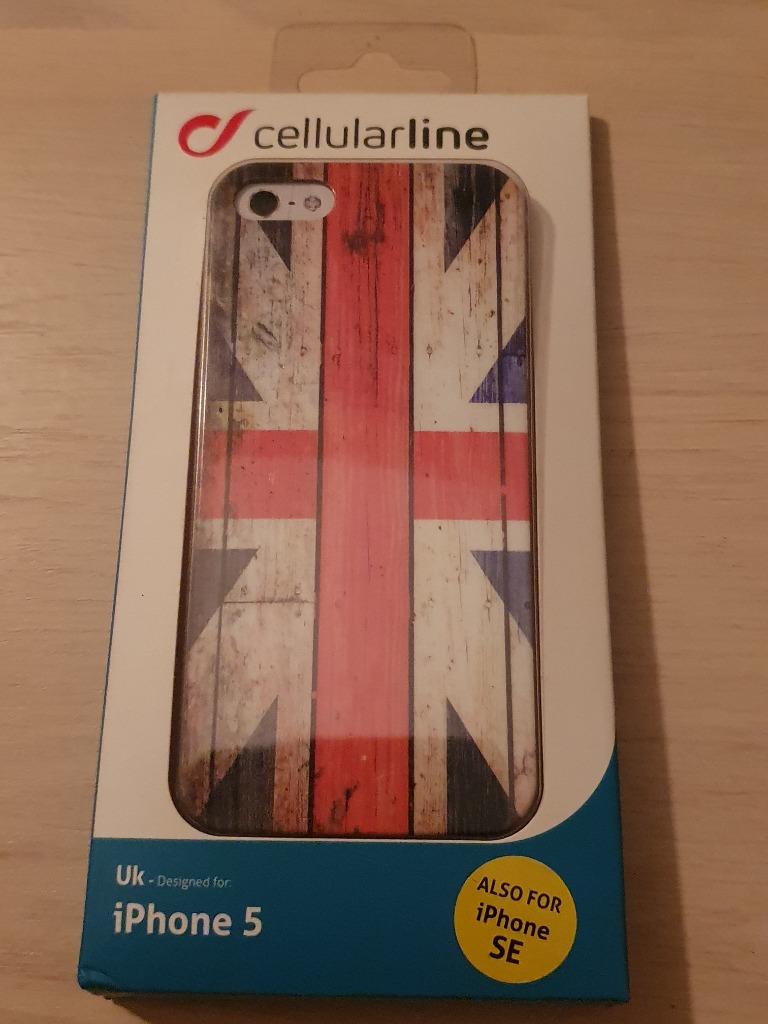 cellularline
Uk - Designed for:
iPhone 5
ALSO FOR
iPhone
SE